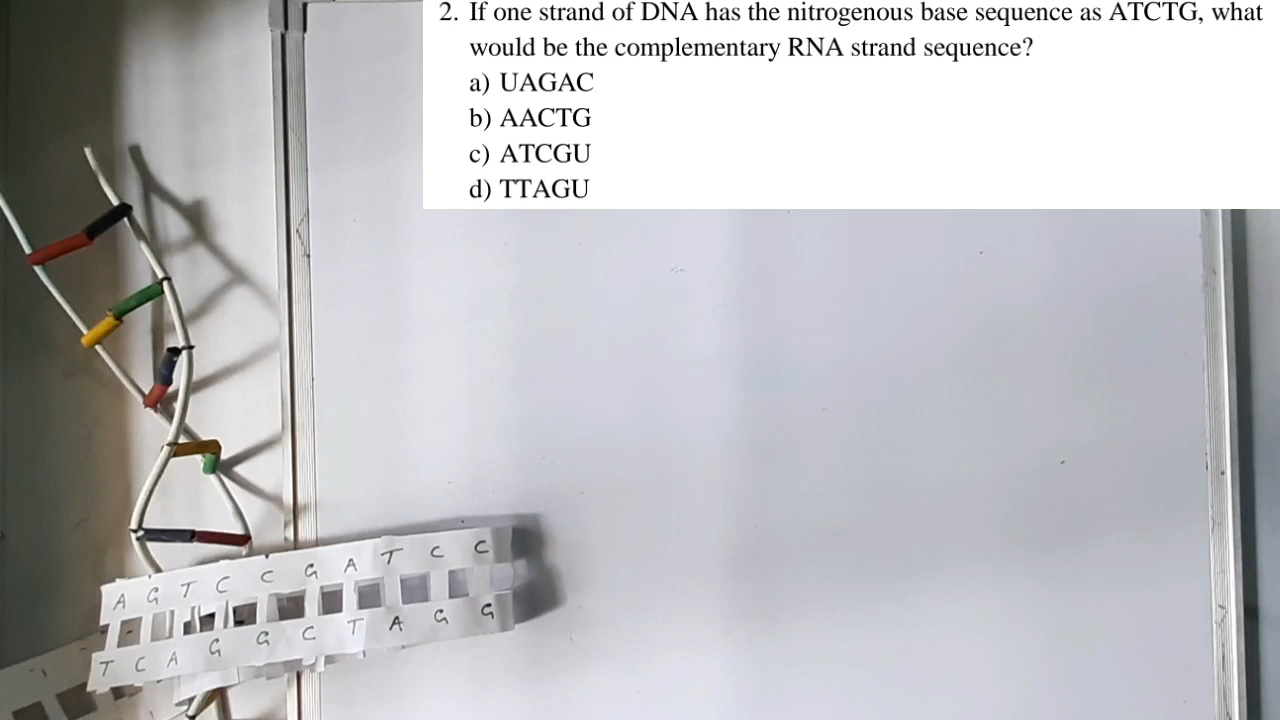 2. If one strand of DNA has the nitrogenous base sequence as ATCTG, what
would be the complementary RNA strand sequence?
a) UAGAC
b) AACTG
c) ATCGU
d) TTAGU
A G T C C G A T C C
T C A G G C T A G G